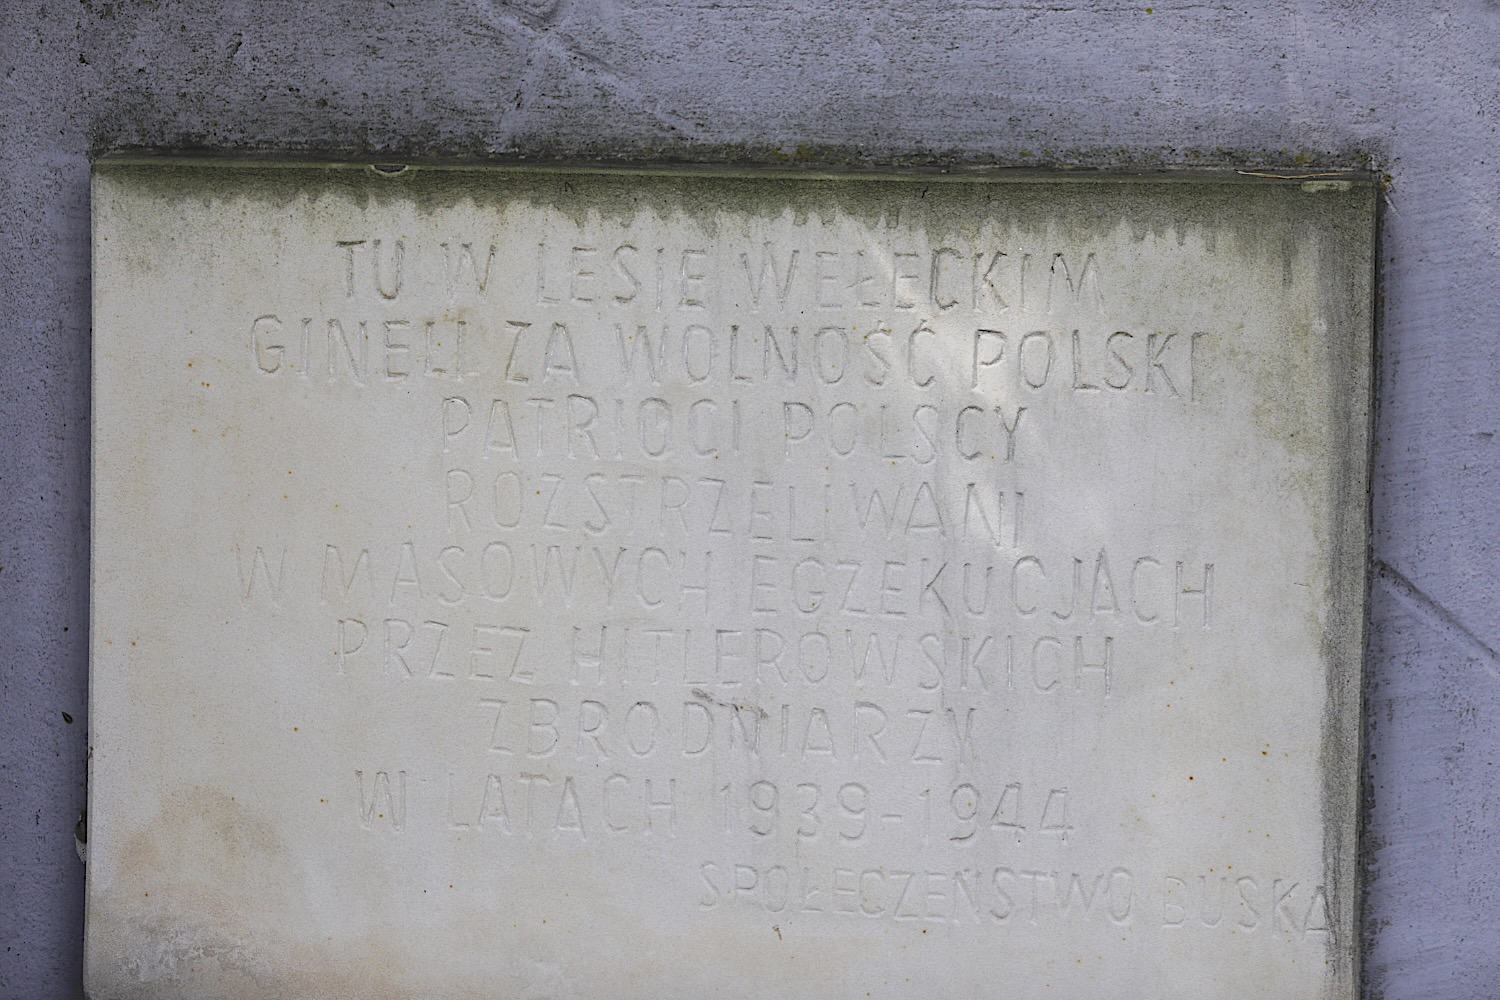 TU W LESIE WEŁECKIM
GINĘLI ZA WOLNOŚĆ POLSKI
PATRIOCI POLSCY
ROZSTRZELIWANI
W MASOWYCH EGZEKUCJACH
PRZEZ HITLEROWSKICH
ZBRODNIARZY
W LATACH 1939-1944
SPOŁECZEŃSTWO BUSKA